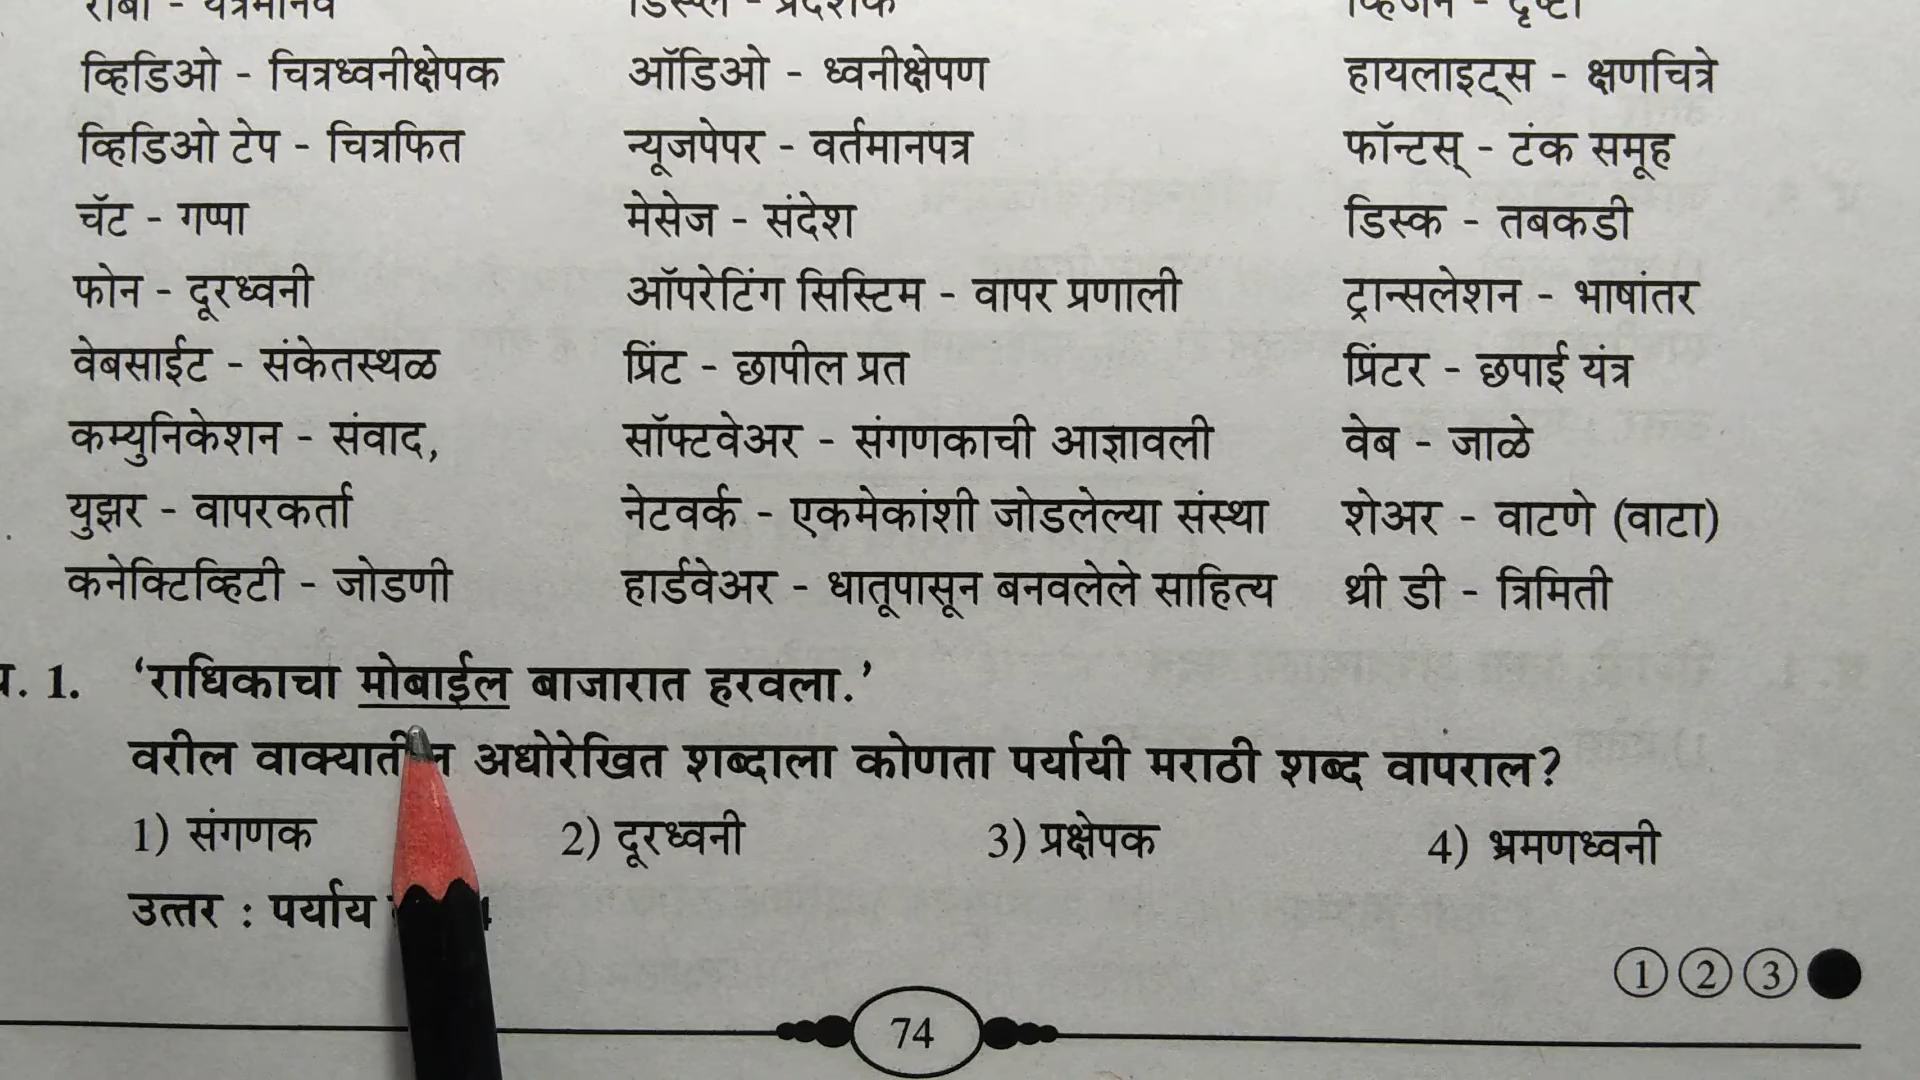 व्हिडिओ - चित्रध्वनीक्षेपक ऑडिओ - ध्वनीक्षेपण हायलाइट्स - क्षणचित्रे
व्हिडिओ टेप - चित्रफित न्यूजपेपर - वर्तमानपत्र फॉन्टस् - टंक समूह
चॅट - गप्पा मेसेज - संदेश डिस्क - तबकडी
फोन - दूरध्वनी ऑपरेटिंग सिस्टिम - वापर प्रणाली ट्रान्सलेशन - भाषांतर
वेबसाईट - संकेतस्थळ प्रिंट - छापील प्रत प्रिंटर - छपाई यंत्र
कम्युनिकेशन - संवाद, सॉफ्टवेअर - संगणकाची आज्ञावली वेब - जाळे
युझर - वापरकर्ता नेटवर्क - एकमेकांशी जोडलेल्या संस्था शेअर - वाटणे (वाटा)
कनेक्टिव्हिटी - जोडणी हार्डवेअर - धातूपासून बनवलेले साहित्य थ्री डी - त्रिमिती
1. ‘राधिकाचा मोबाईल बाजारात हरवला.’
वरील वाक्यातील अधोरेखित शब्दाला कोणता पर्यायी मराठी शब्द वापराल?
1) संगणक 2) दूरध्वनी 3) प्रक्षेपक 4) भ्रमणध्वनी
उत्तर : पर्याय 4
1 2 3
74